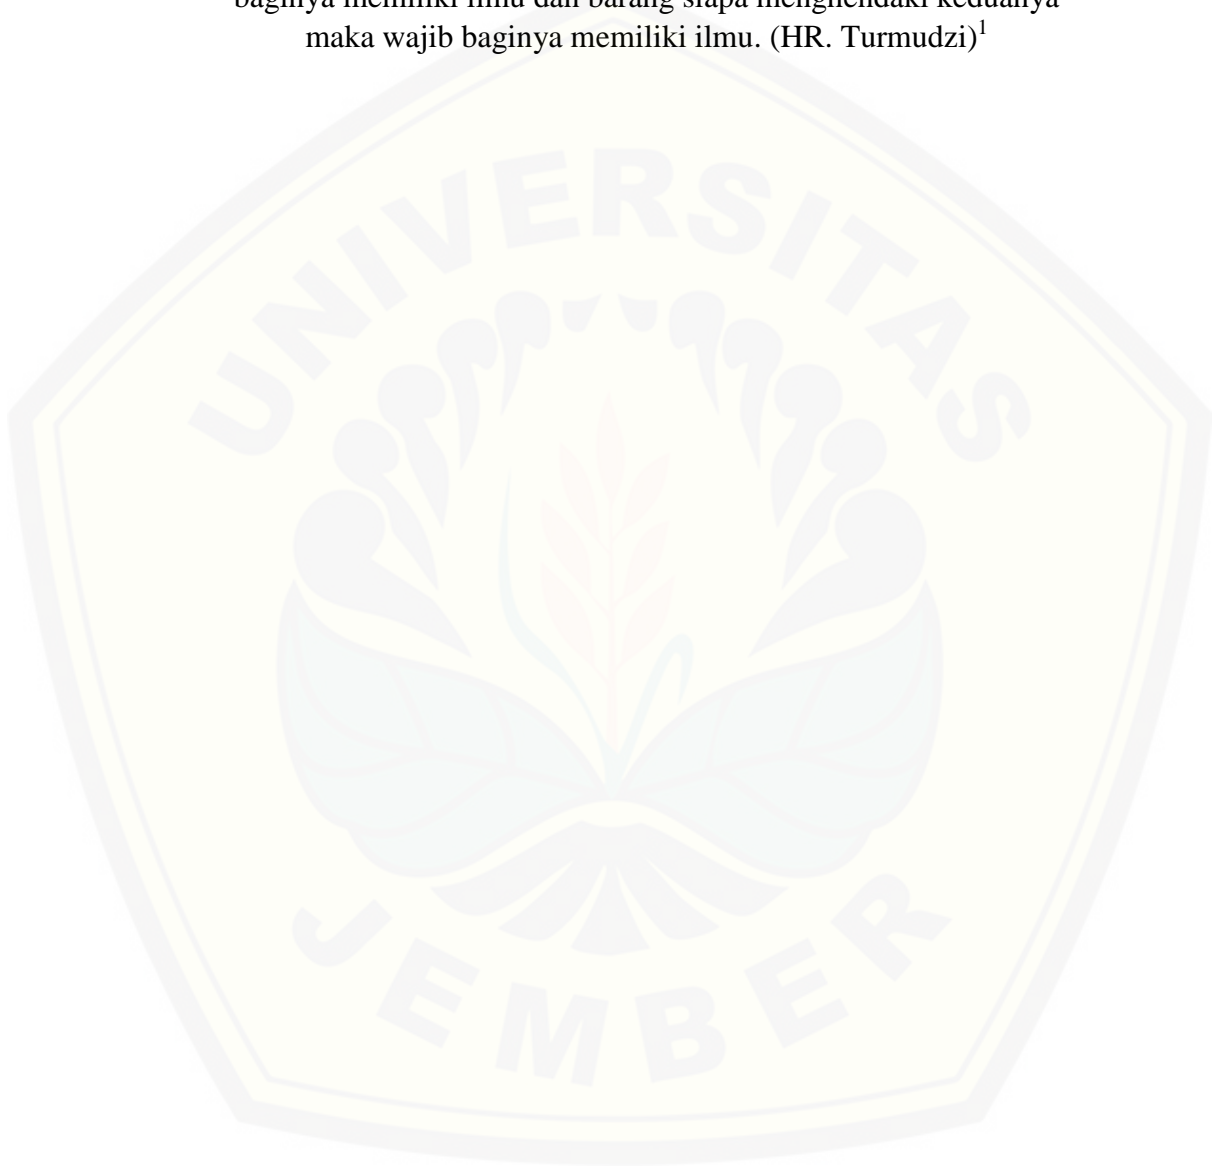 baginya memiliki ilmu dan barang siapa menghendaki keduanya
maka wajib baginya memiliki ilmu. (HR. Turmudzi)¹
UNIVERSITAS
JEMBER